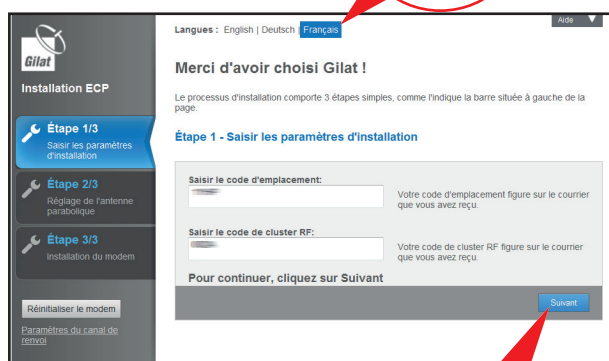 Langues : English | Deutsch | Français
Aide
Gilat
Installation ECP
Étape 1/3
Saisir les paramètres
d'installation
Étape 2/3
Réglage de l'antenne
parabolique
Étape 3/3
Installation du modem
Réinitialiser le modem
Paramètres du canal de
renvoi
Merci d'avoir choisi Gilat !
Le processus d'installation comporte 3 étapes simples, comme l'indique la barre située à gauche de la
page.
Étape 1 - Saisir les paramètres d'installation
Saisir le code d'emplacement:
Votre code d'emplacement figure sur le courrier
que vous avez reçu.
Saisir le code de cluster RF:
Votre code de cluster RF figure sur le courrier
que vous avez reçu.
Pour continuer, cliquez sur Suivant
Suivant